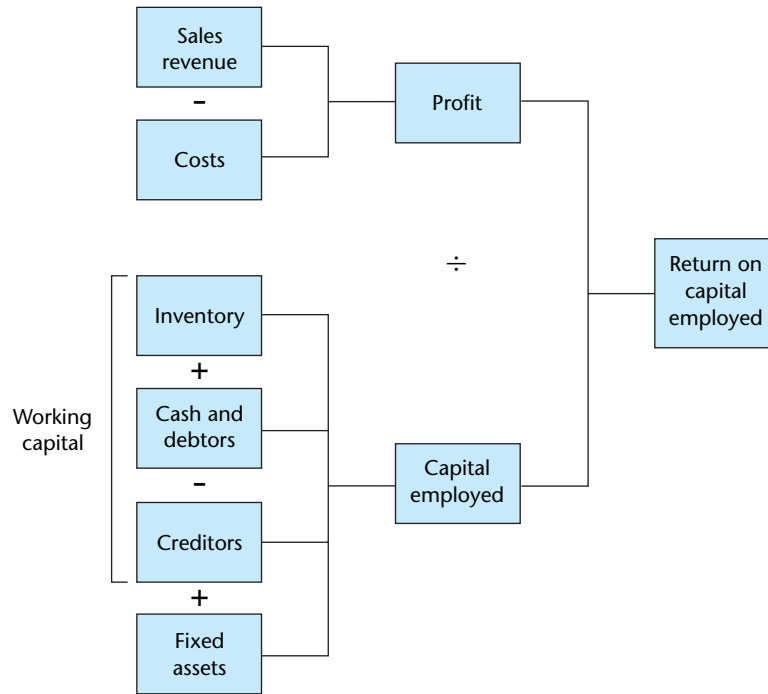 Sales
revenue
–
Costs
Profit
÷
Return on
capital
employed
Working
capital
Inventory
+
Cash and
debtors
–
Creditors
+
Fixed
assets
Capital
employed